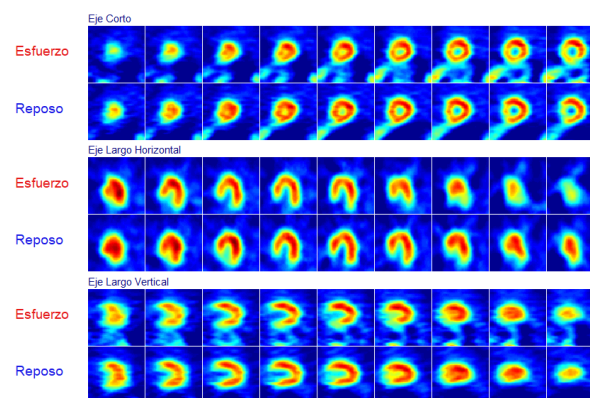 Eje Corto
Esfuerzo
Reposo
Eje Largo Horizontal
Esfuerzo
Reposo
Eje Largo Vertical
Esfuerzo
Reposo